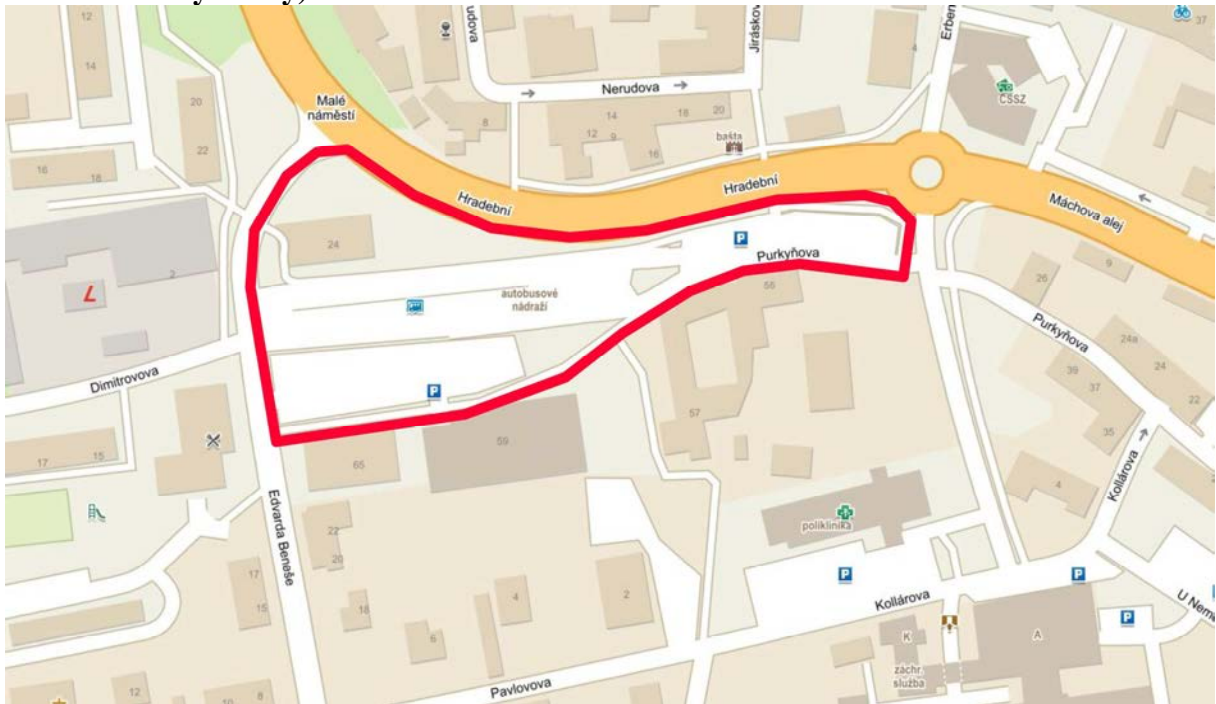 12
14
20
22
16
18
2
Malé
náměstí
24
Hradební
8
14
12
9
16
18
20
Nerudova
bašta
Hradební
4
ČSSZ
37
Máchova alej
P
Purkyňova
autobusové
nádraží
56
26
9
Purkyňova
24a
24
22
39
37
35
Dimitrovova
P
17
15
65
59
57
Edvarda Beneše
22
20
18
17
15
6
4
2
poliklinika
P
Kollárova
Kollárova
4
P
P
K
A
záchr.
služba
Pavlovova
12
10
8